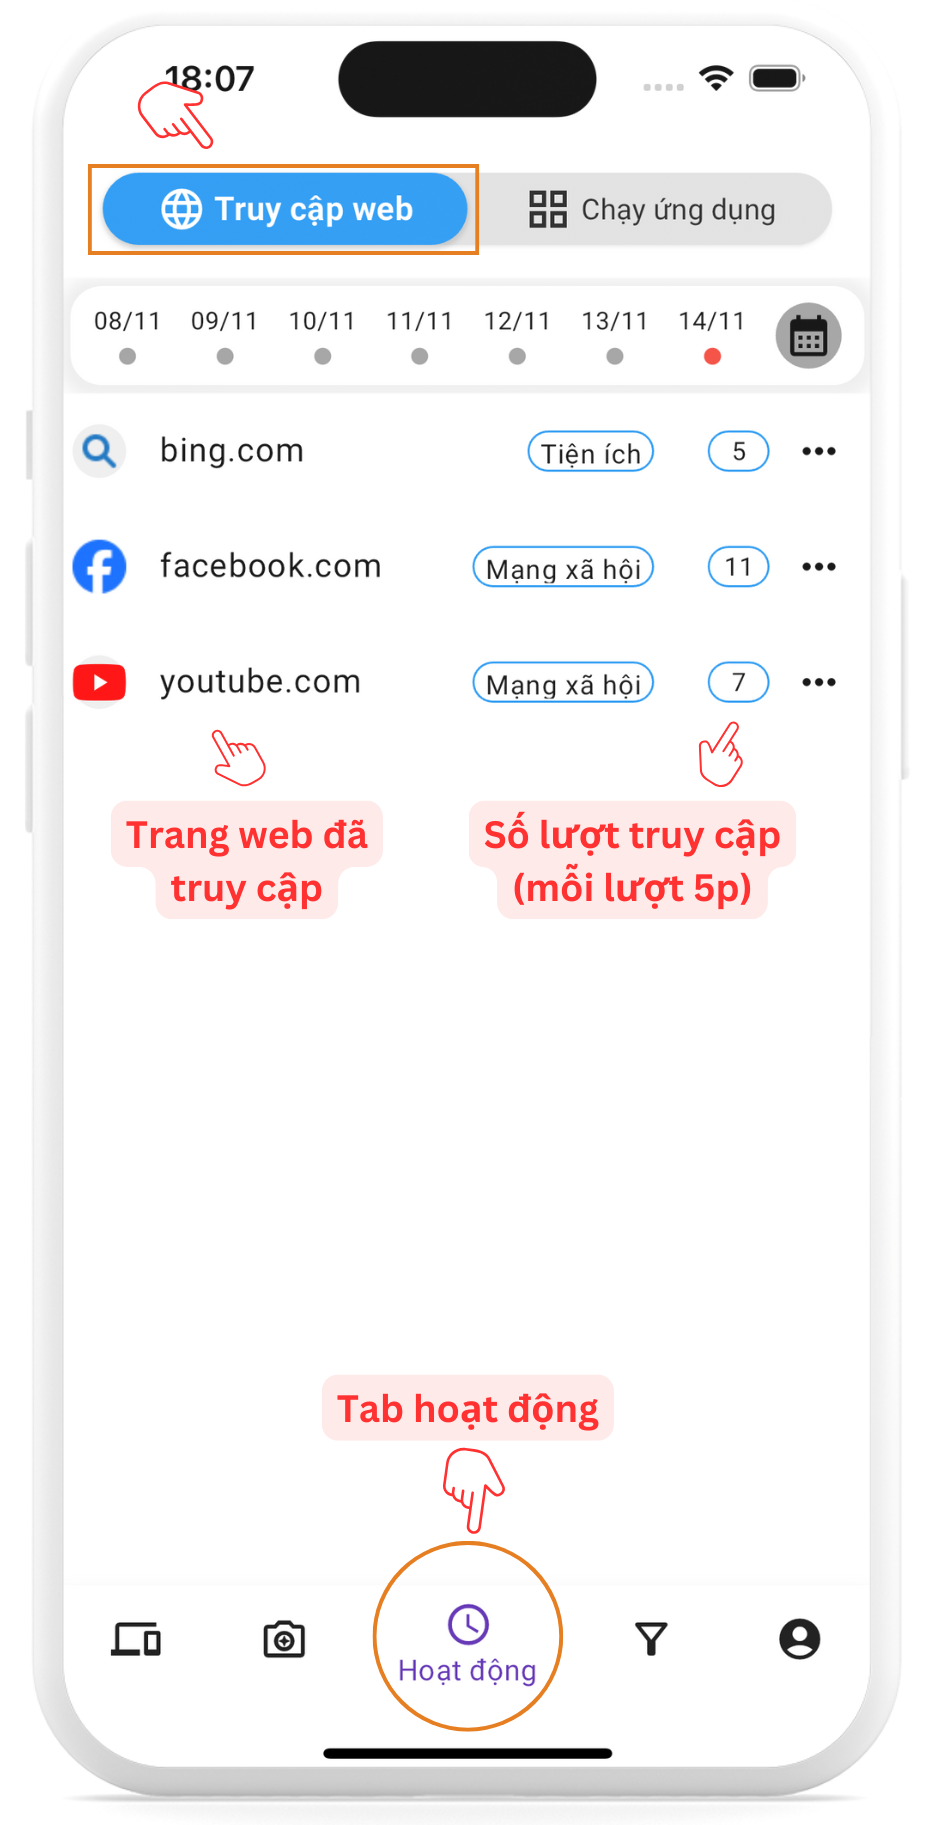 18:07
Truy cập web
Chạy ứng dụng
08/11 09/11 10/11 11/11 12/11 13/11 14/11
bing.com Tiện ích 5
facebook.com Mạng xã hội 11
youtube.com Mạng xã hội 7
Trang web đã
truy cập
Số lượt truy cập
(mỗi lượt 5p)
Tab hoạt động
Hoạt động